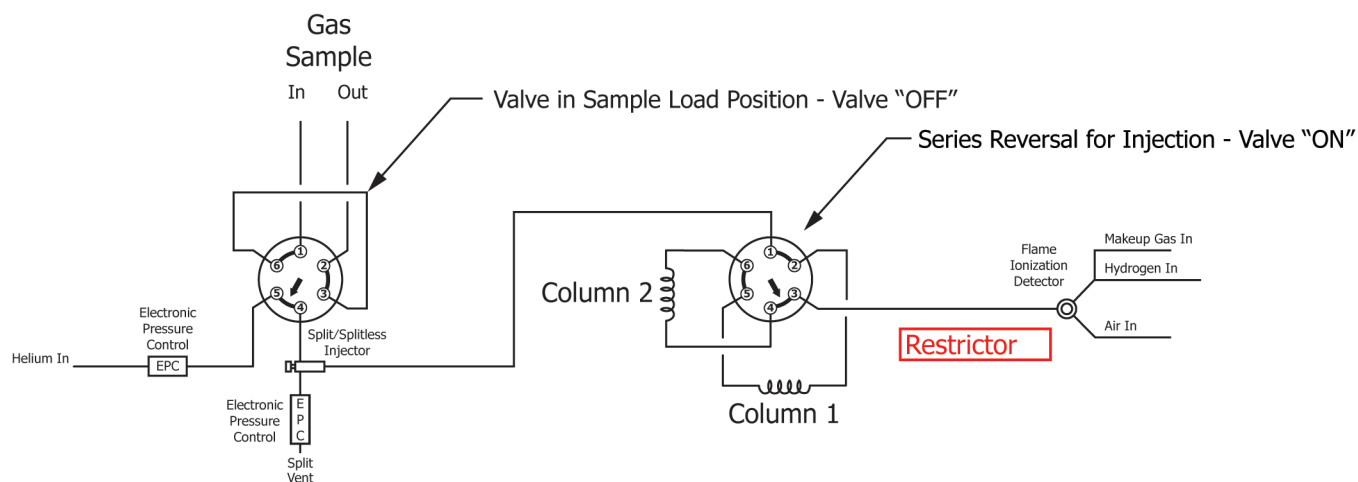 Gas
Sample
In
Out
Valve in Sample Load Position - Valve “OFF”
Series Reversal for Injection - Valve “ON”
1
2
3
4
5
6
1
2
3
4
5
6
Column 2
Column 1
Electronic
Pressure
Control
Helium In
EPC
Split/Splitless
Injector
Electronic
Pressure
Control
E
P
C
Split
Vent
Flame
Ionization
Detector
Makeup Gas In
Hydrogen In
Air In
Restrictor